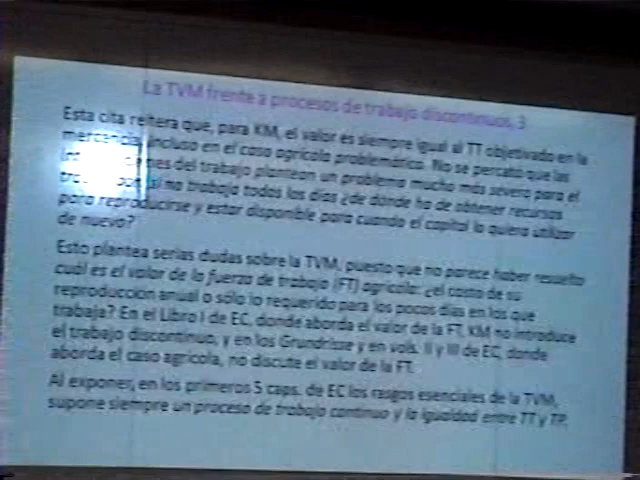 La TVM frente a procesos de trabajo discontinuos, 3
Esta cita reitera que, para KM, el valor es siempre igual al TT objetivado en la
mercancía, incluso en el caso agrícola problemático. No se percató que las
del trabajo plantean un problema mucho más severo para el
si no trabaja todos los días ¿de dónde ha de obtener recursos
para reproducirse y estar disponible para cuando el capital lo quiera utilizar
de nuevo?
Esto plantea serias dudas sobre la TVM, puesto que no parece haber resuelto
cuál es el valor de la fuerza de trabajo (FT) agrícola: ¿el costo de su
reproducción anual o sólo lo requerido para los pocos días en los que
trabaja? En el Libro I de EC, donde aborda el valor de la FT, KM no introduce
el trabajo discontinuo, y en los Grundrisse y en vols. II y III de EC, donde
aborda el caso agrícola, no discute el valor de la FT.
Al exponer, en los primeros 5 caps. de EC los rasgos esenciales de la TVM,
supone siempre un proceso de trabajo continuo y la igualdad entre TT y TP.